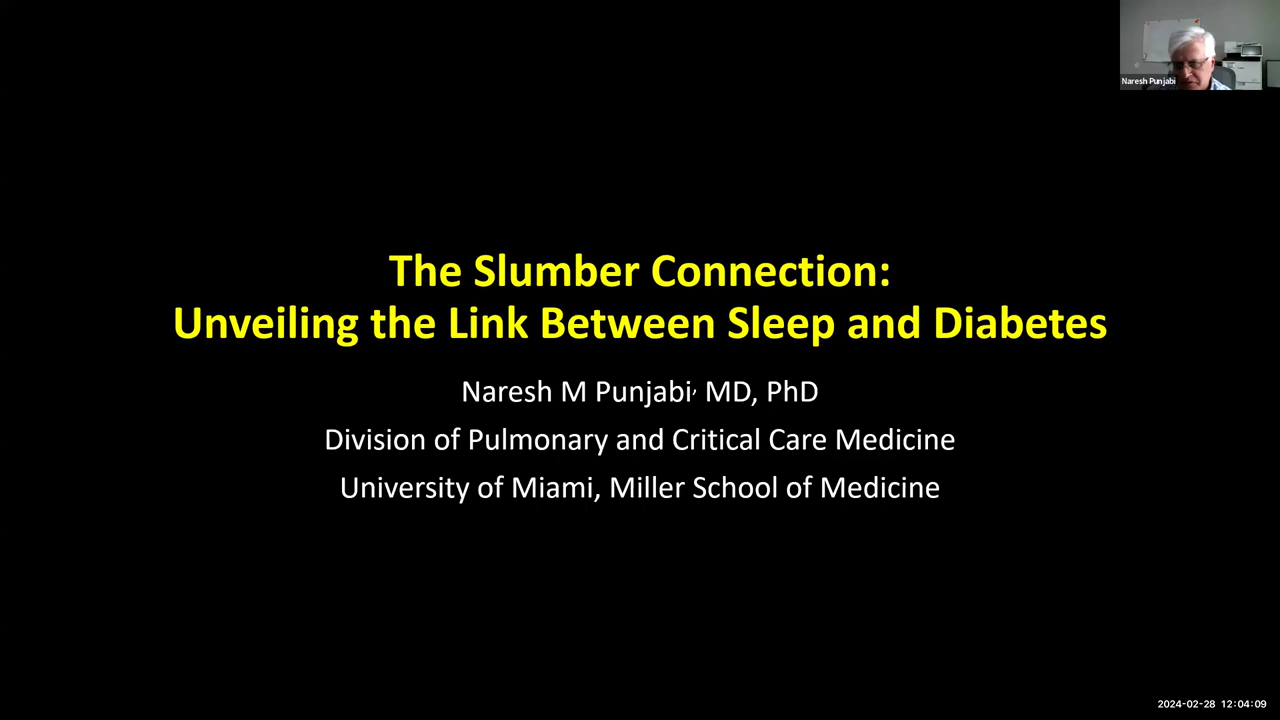 Naresh Punjabi
The Slumber Connection:
Unveiling the Link Between Sleep and Diabetes
Naresh M Punjabi, MD, PhD
Division of Pulmonary and Critical Care Medicine
University of Miami, Miller School of Medicine
2024-02-28 12:04:09